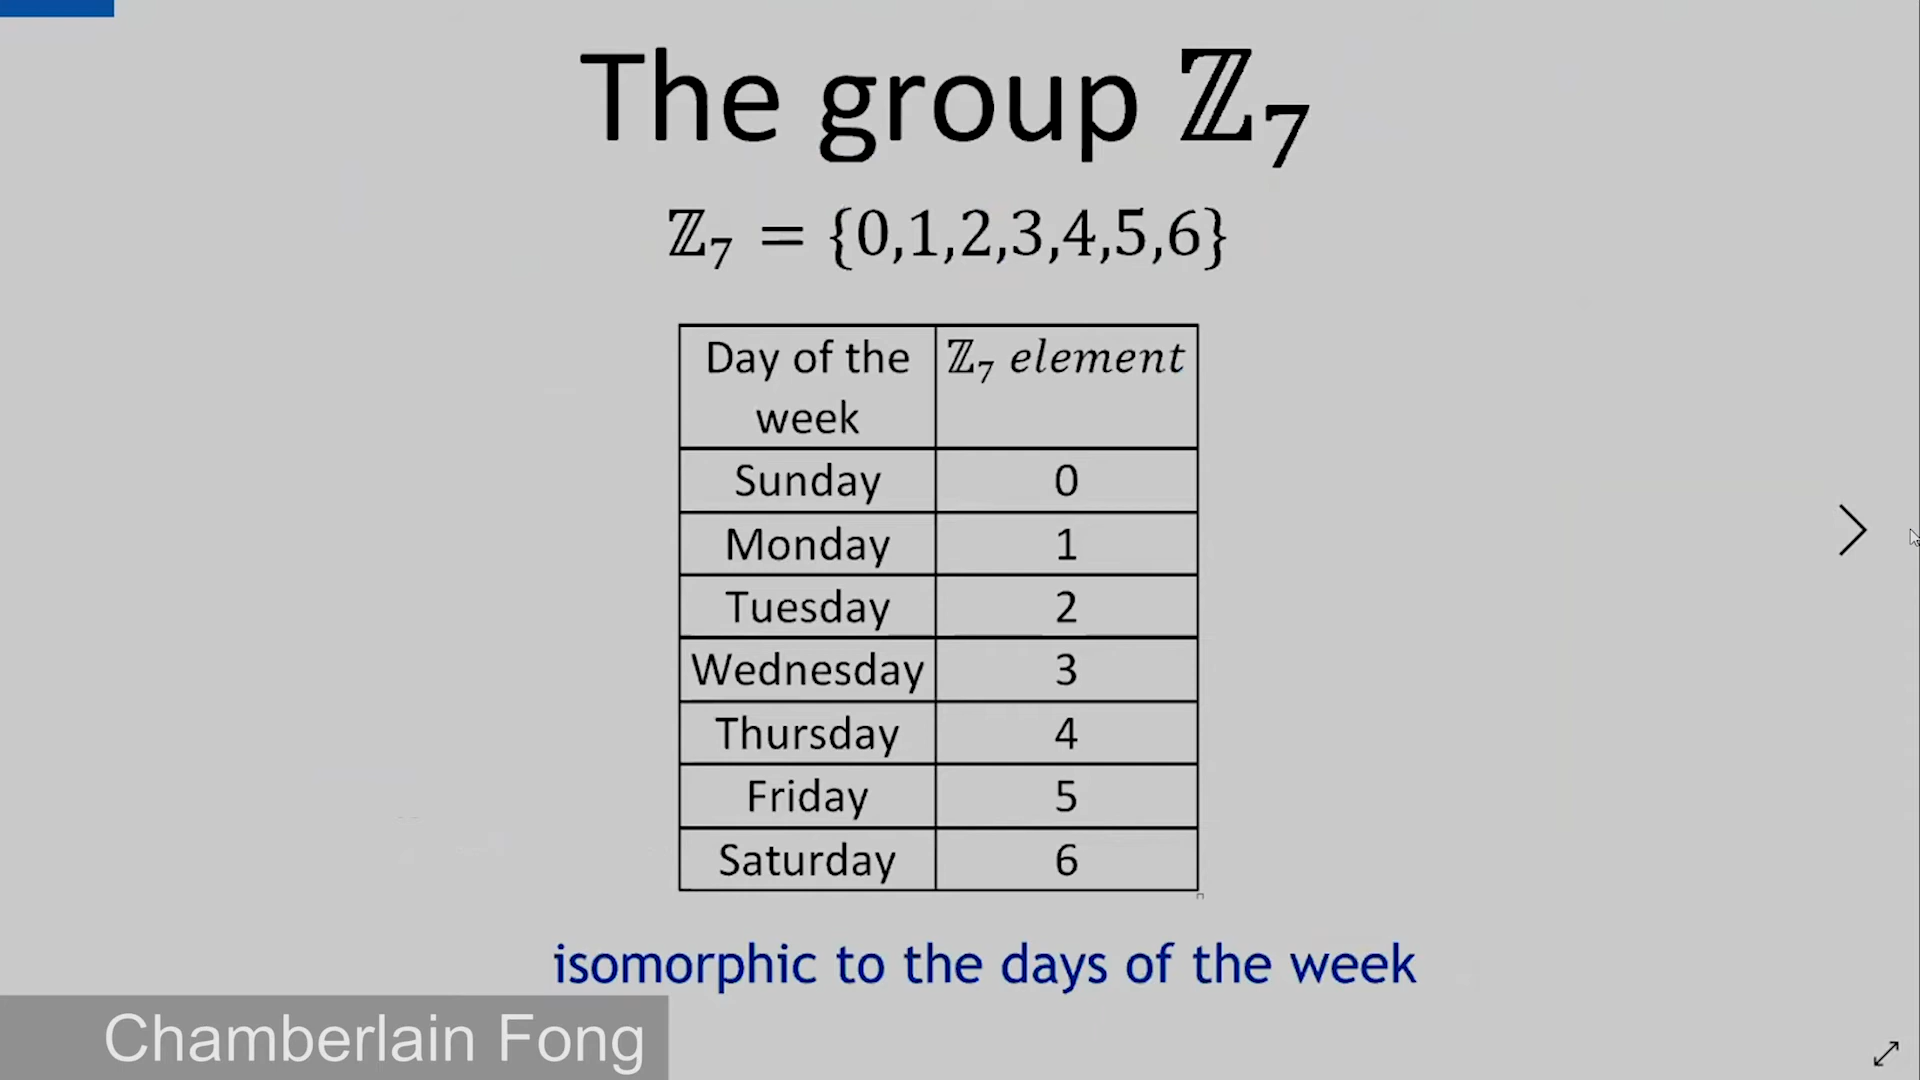 The group ℤ₇
ℤ₇ = {0,1,2,3,4,5,6}
Day of the week ℤ₇ element
Sunday 0
Monday 1
Tuesday 2
Wednesday 3
Thursday 4
Friday 5
Saturday 6
isomorphic to the days of the week
Chamberlain Fong